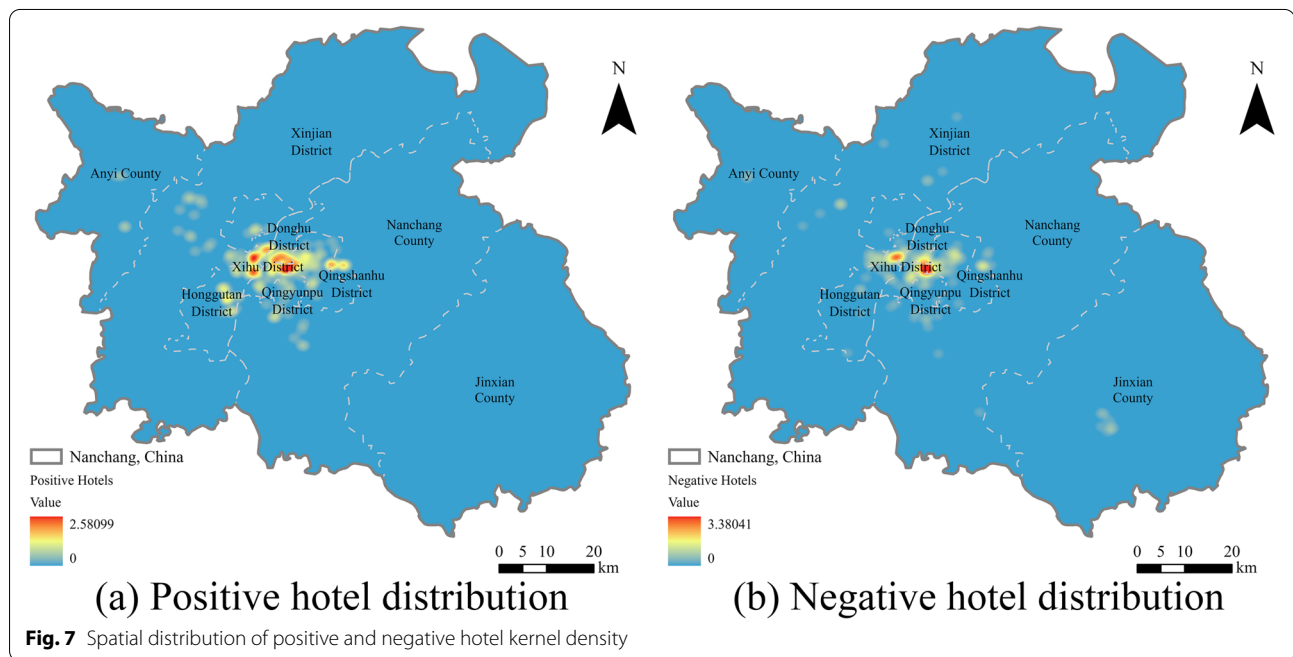 N
Xinjian
District
Anyi County
Donghu
District
Nanchang
County
Xihu District
Qingshanhu
District
Honggutan
District
Qingyunpu
District
Jinxian
County
Nanchang, China
Positive Hotels
Value
2.58099
0
0 5 10 20
km
(a) Positive hotel distribution
N
Xinjian
District
Anyi County
Donghu
District
Nanchang
County
Xihu District
Qingshanhu
District
Honggutan
District
Qingyunpu
District
Jinxian
County
Nanchang, China
Negative Hotels
Value
3.38041
0
0 5 10 20
km
(b) Negative hotel distribution
Fig. 7 Spatial distribution of positive and negative hotel kernel density